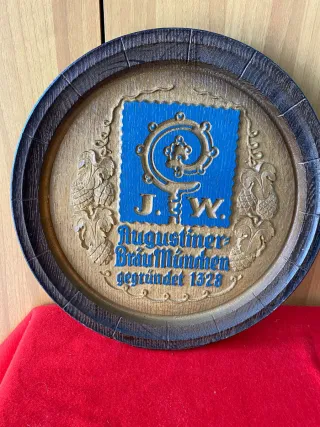 J. W.
Augustiner-
Bräu München
gegründet 1328